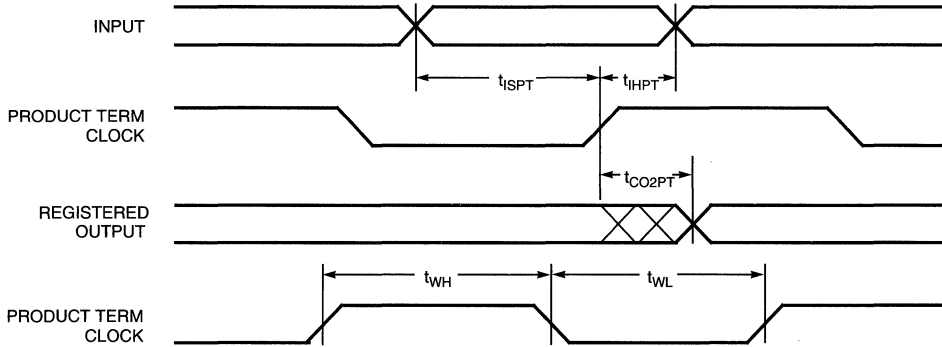 INPUT
tISPT
tIHPT
PRODUCT TERM
CLOCK
tCO2PT
REGISTERED
OUTPUT
tWH
tWL
PRODUCT TERM
CLOCK